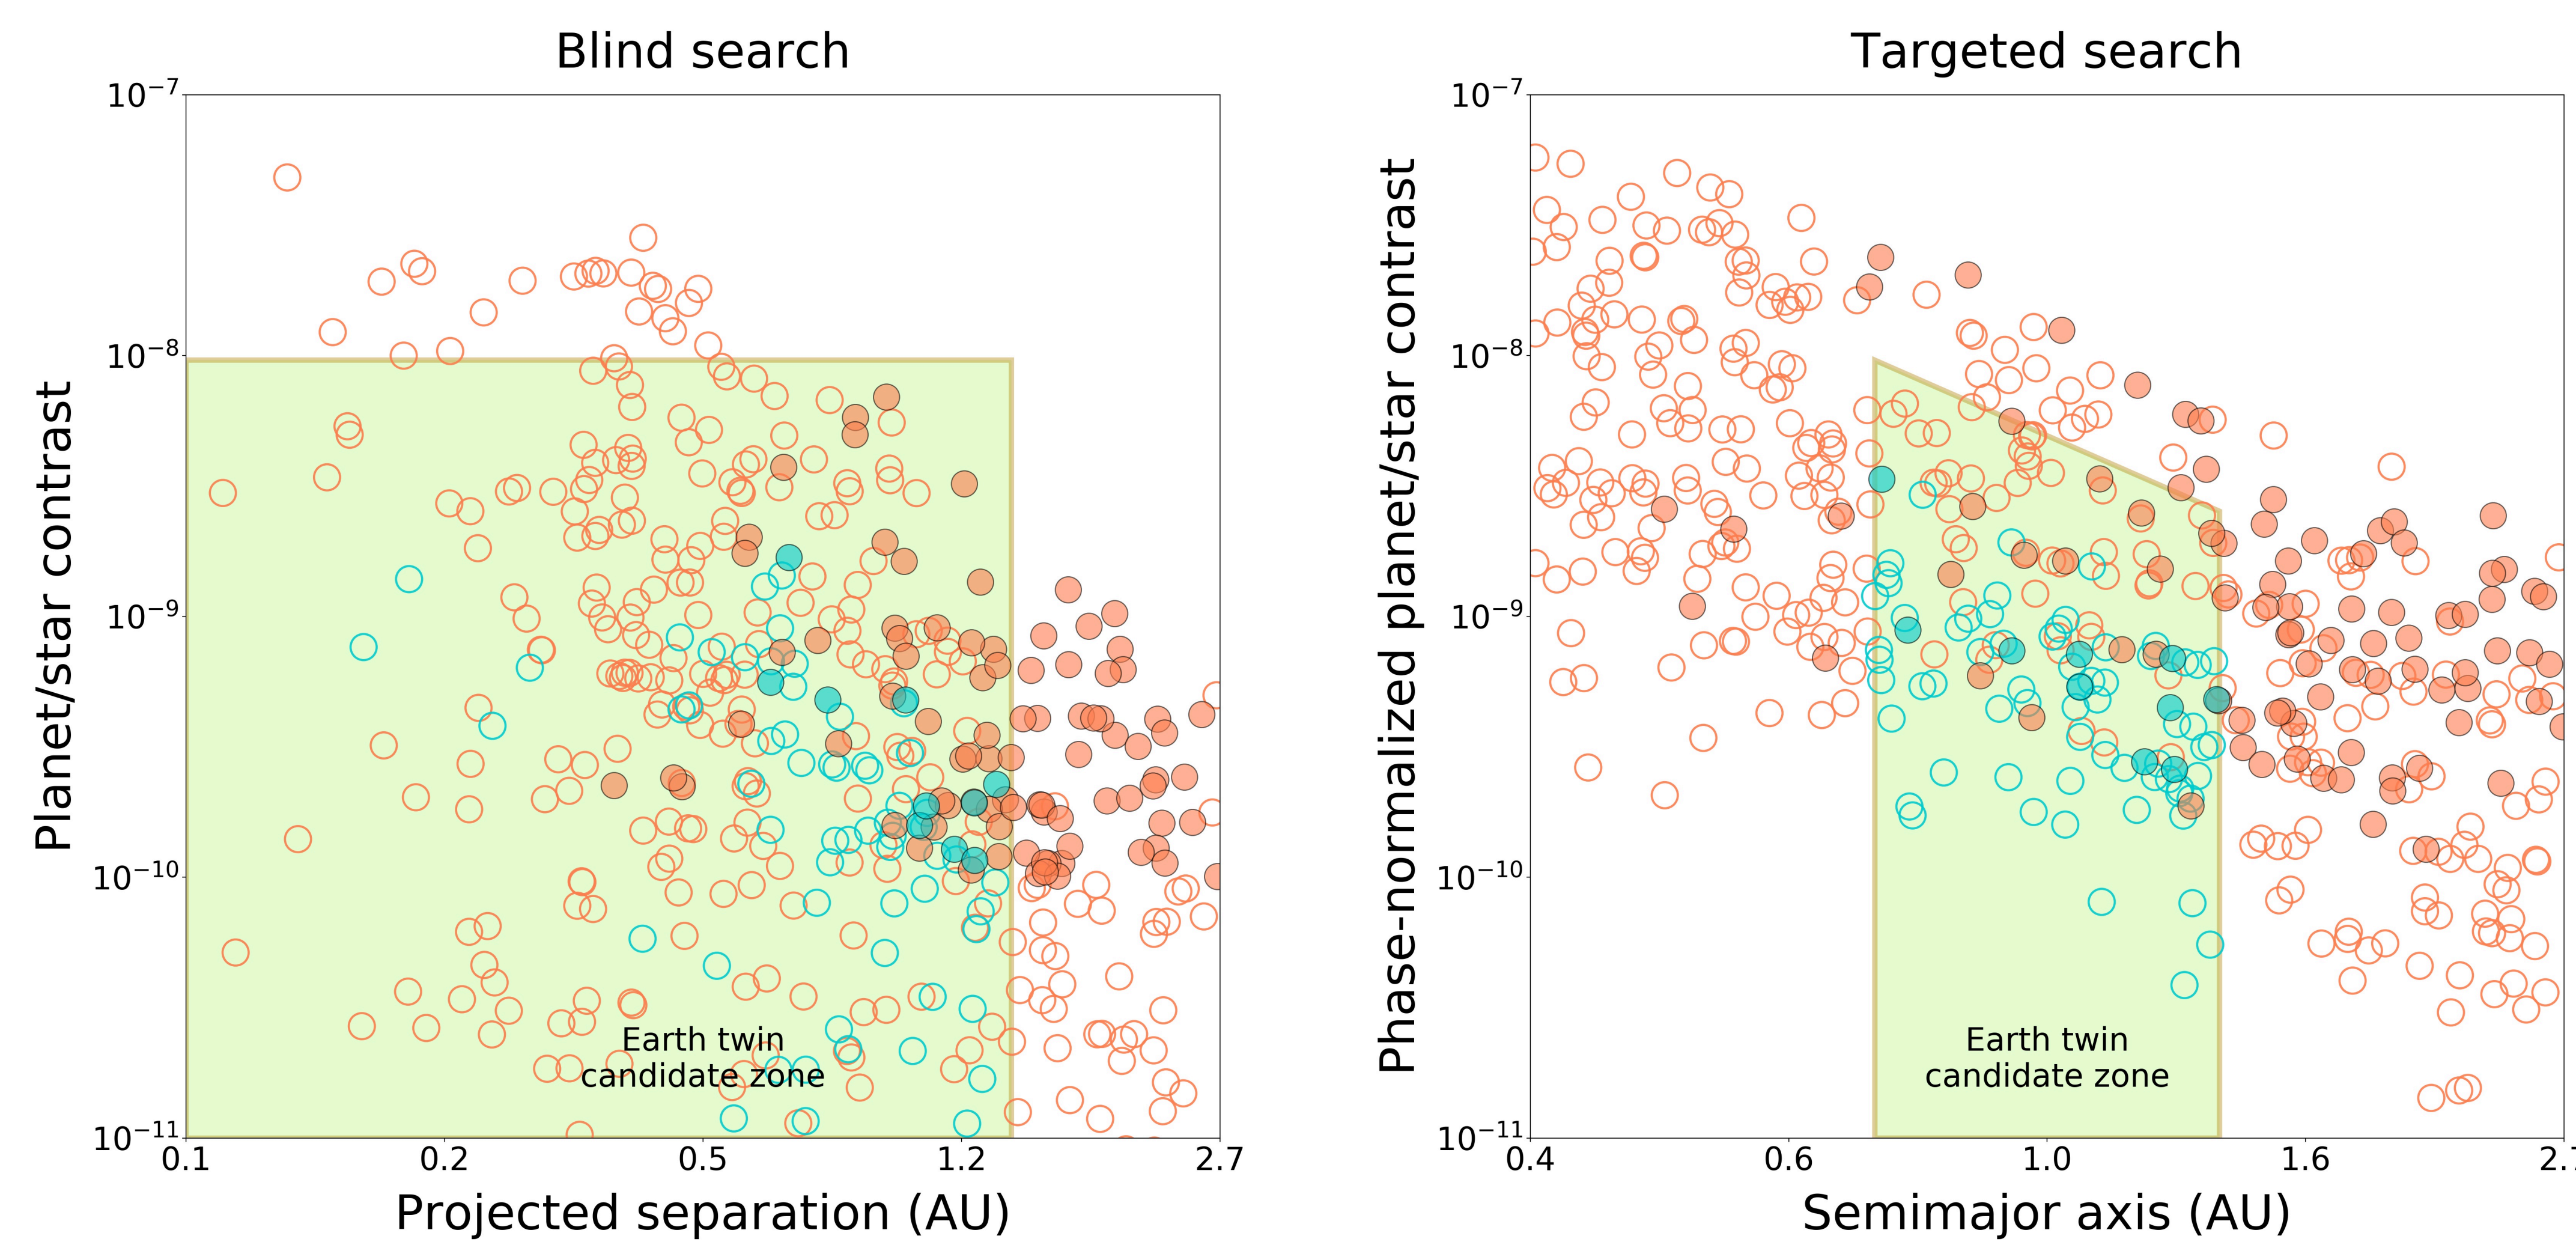 Blind search
Planet/star contrast
10−7
10−8
10−9
10−10
10−11
0.1 0.2 0.5 1.2 2.7
Projected separation (AU)
Earth twin
candidate zone
Targeted search
Phase-normalized planet/star contrast
10−7
10−8
10−9
10−10
10−11
0.4 0.6 1.0 1.6 2.
Semimajor axis (AU)
Earth twin
candidate zone